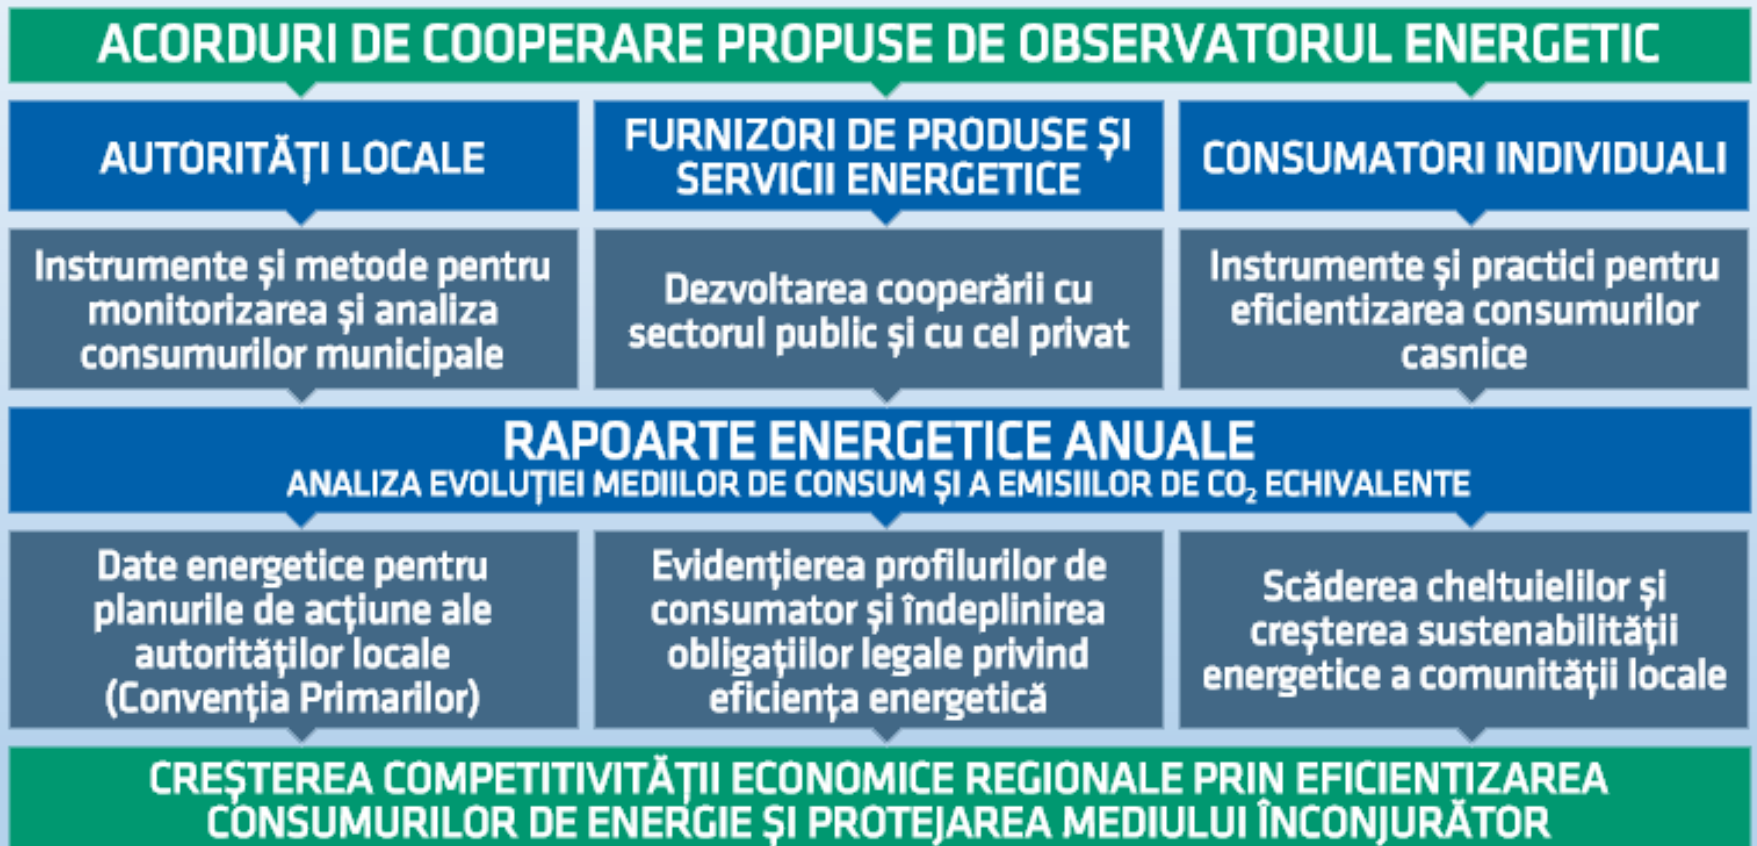 ACORDURI DE COOPERARE PROPUSE DE OBSERVATORUL ENERGETIC
AUTORITĂȚI LOCALE
FURNIZORI DE PRODUSE ȘI
SERVICII ENERGETICE
CONSUMATORI INDIVIDUALI
Instrumente și metode pentru
monitorizarea și analiza
consumurilor municipale
Dezvoltarea cooperării cu
sectorul public și cu cel privat
Instrumente și practici pentru
eficientizarea consumurilor
casnice
RAPOARTE ENERGETICE ANUALE
ANALIZA EVOLUȚIEI MEDIILOR DE CONSUM ȘI A EMISIILOR DE CO₂ ECHIVALENTE
Date energetice pentru
planurile de acțiune ale
autorităților locale
(Convenția Primarilor)
Evidențierea profilurilor de
consumator și îndeplinirea
obligațiilor legale privind
eficiența energetică
Scăderea cheltuielilor și
creșterea sustenabilității
energetice a comunității locale
CREȘTEREA COMPETITIVITĂȚII ECONOMICE REGIONALE PRIN EFICIENTIZAREA
CONSUMURILOR DE ENERGIE ȘI PROTEJAREA MEDIULUI ÎNCONJURĂTOR